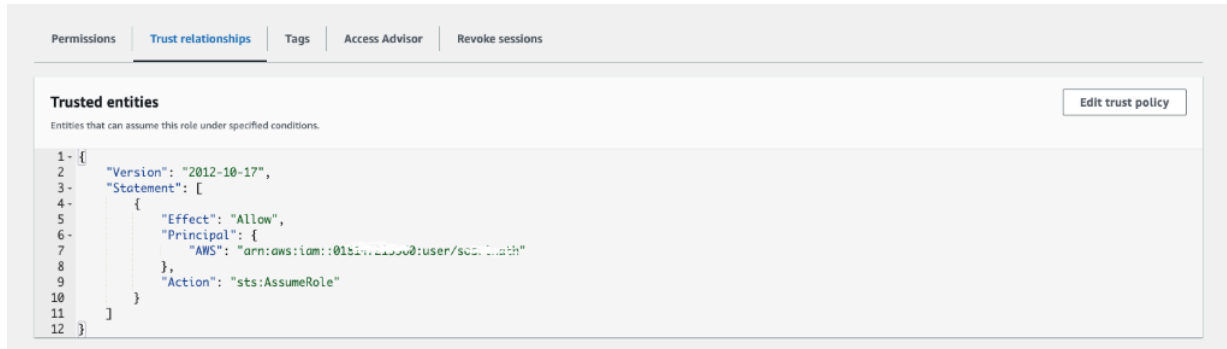 Permissions Trust relationships Tags Access Advisor Revoke sessions
Trusted entities Edit trust policy
Entities that can assume this role under specified conditions.
1 {
2 "Version": "2012-10-17",
3 "Statement": [
4 {
5 "Effect": "Allow",
6 "Principal": {
7 "AWS":
8 },
9 "Action": "sts:AssumeRole"
10 }
11 ]
12 }